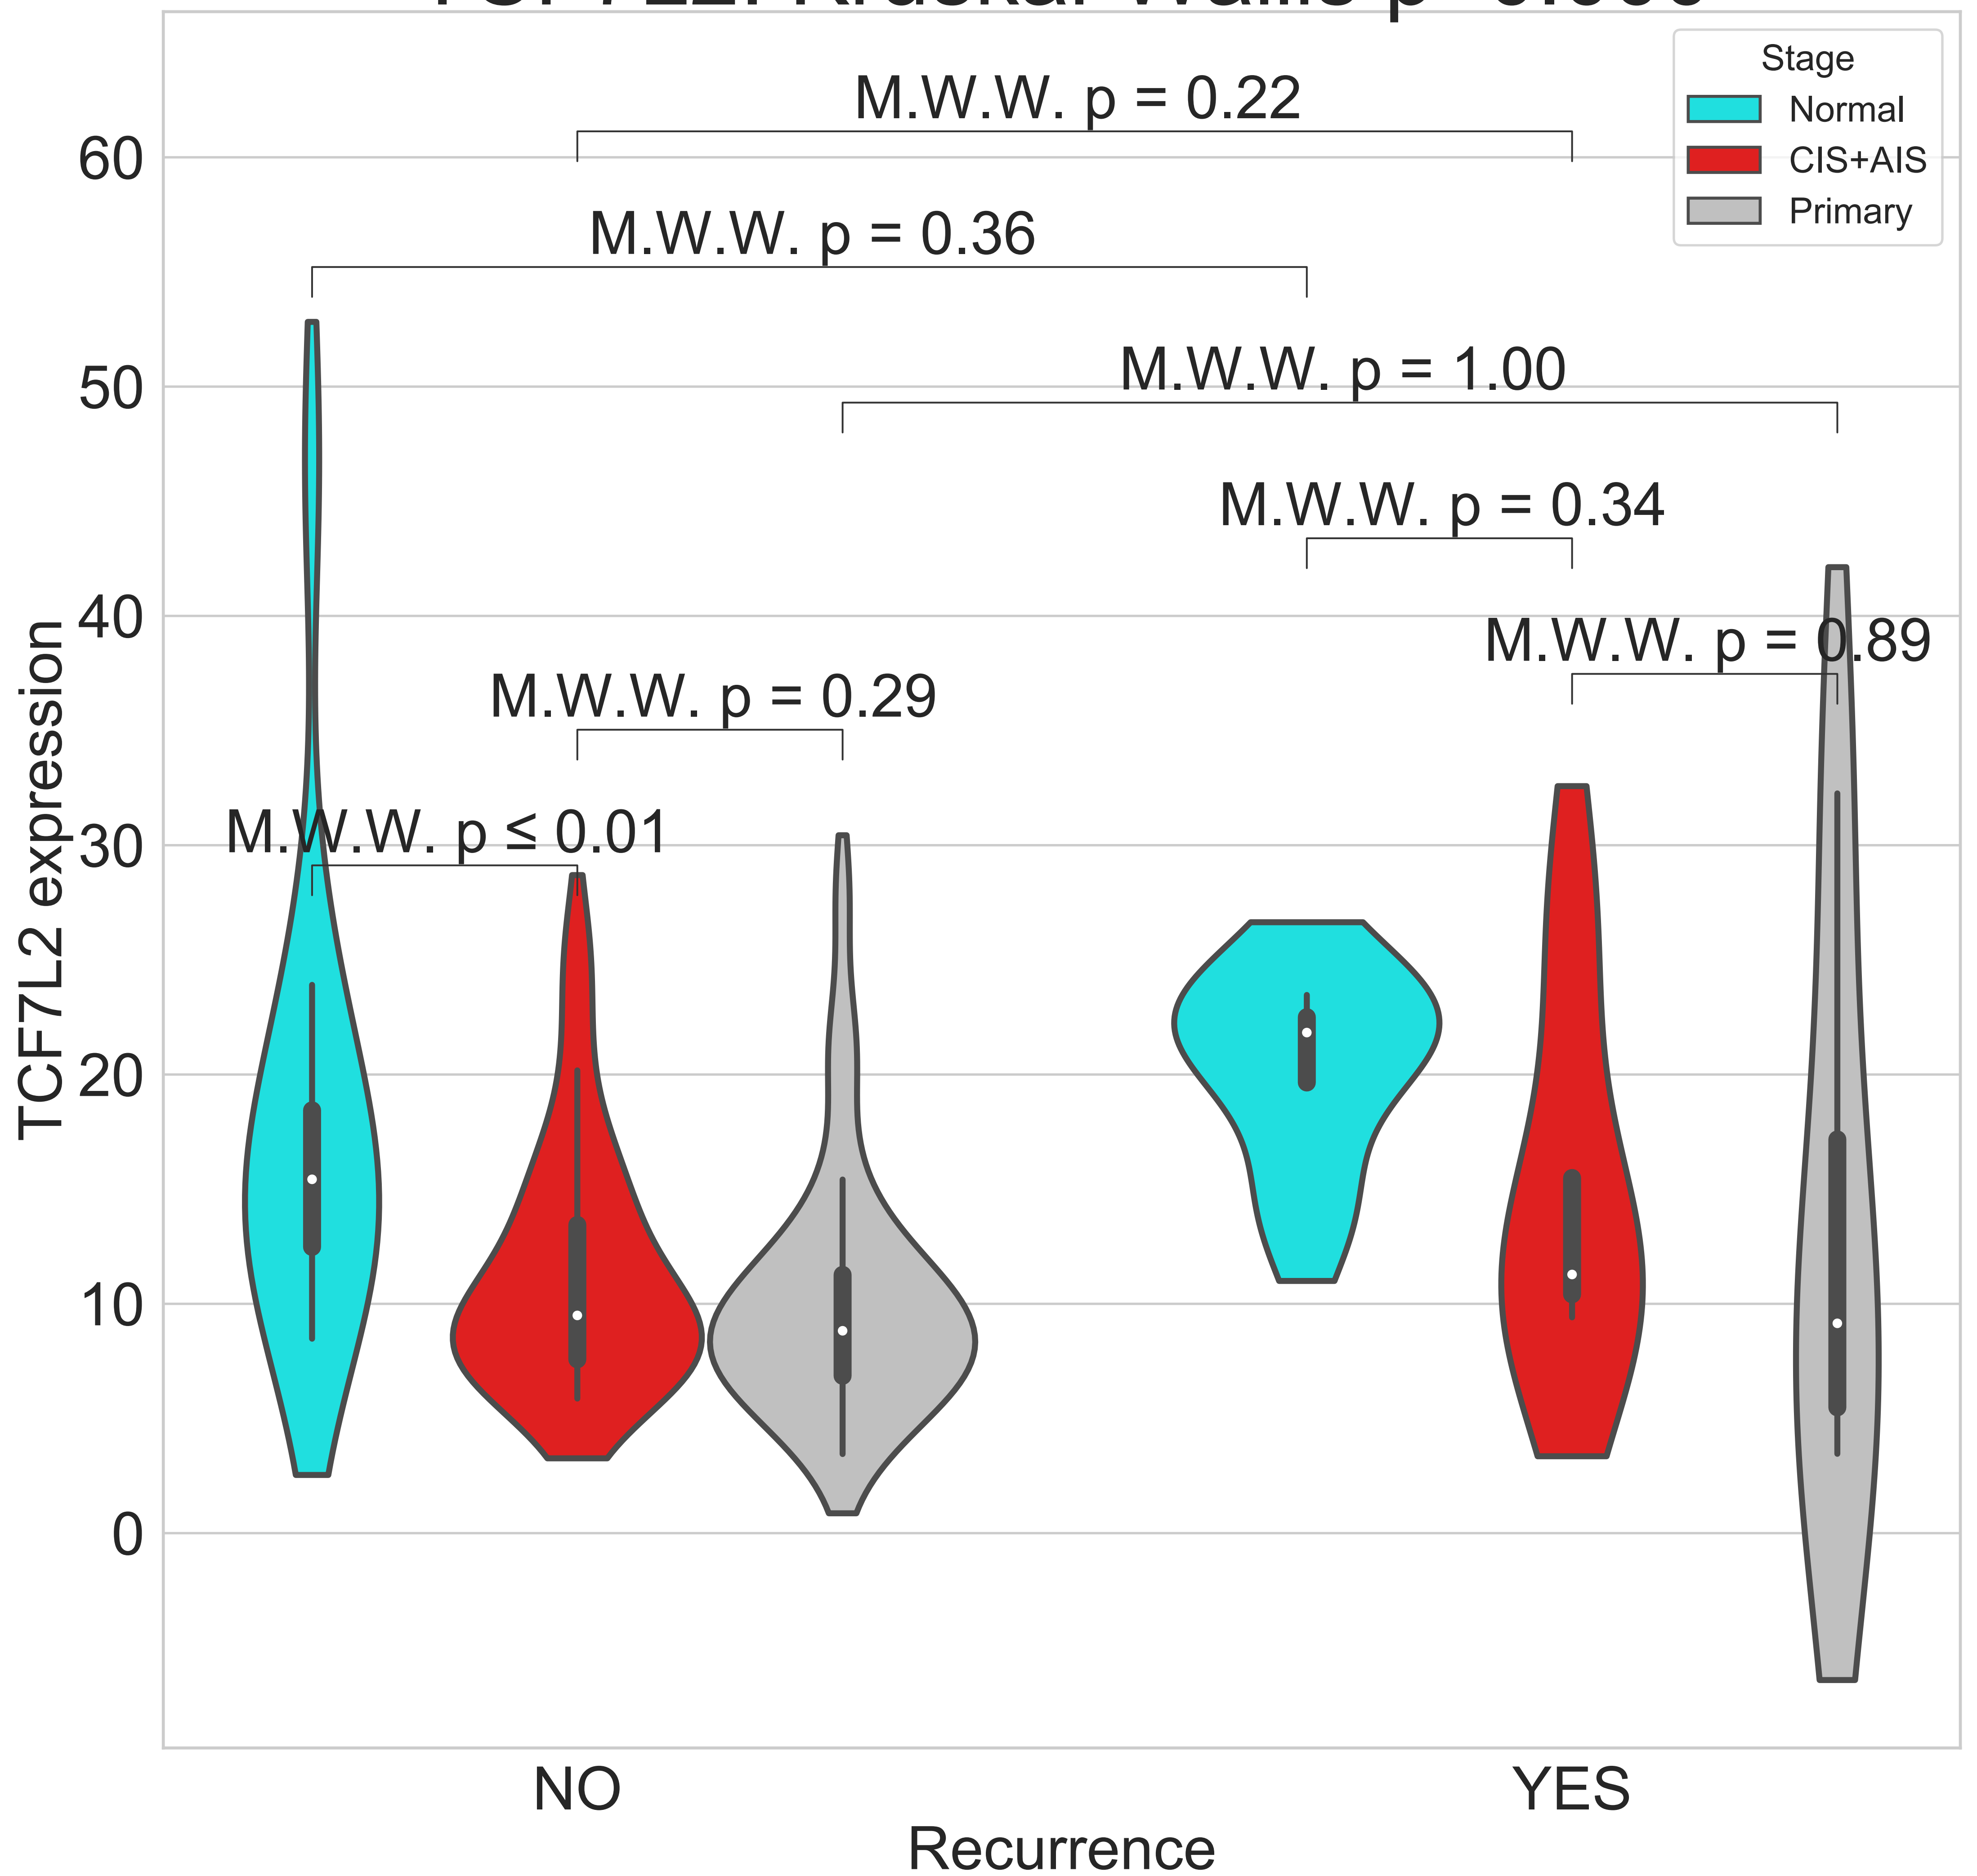 Stage
Normal
CIS+AIS
Primary
M.W.W. p = 0.22
M.W.W. p = 0.36
M.W.W. p = 1.00
M.W.W. p = 0.34
M.W.W. p = 0.89
M.W.W. p = 0.29
M.W.W. p ≤ 0.01
TCF7L2 expression
60
50
40
30
20
10
0
NO
YES
Recurrence